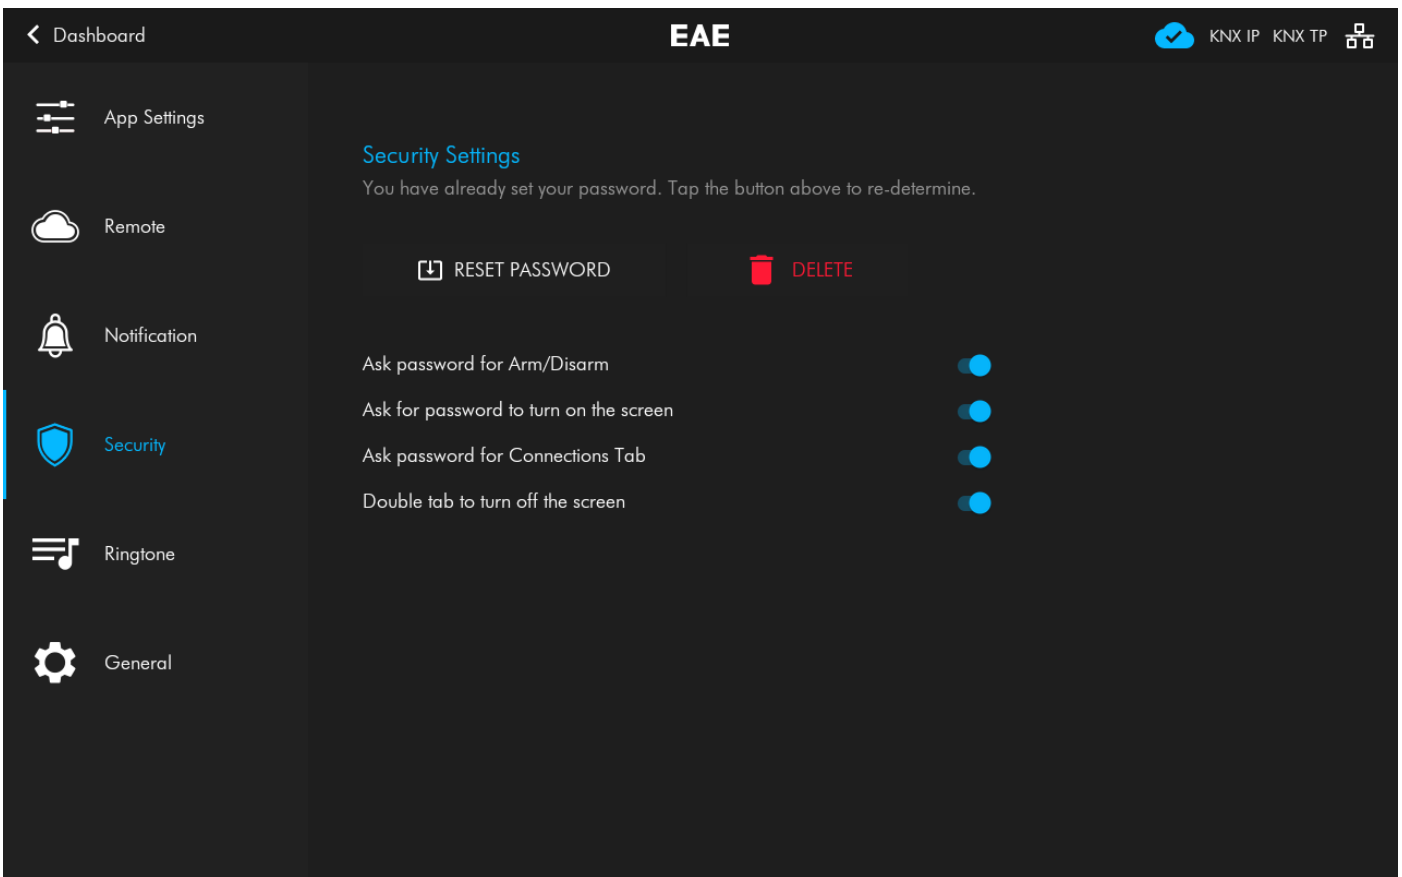 Dashboard
EAE
KNX IP KNX TP
App Settings
Remote
Notification
Security
Ringtone
General
Security Settings
You have already set your password. Tap the button above to re-determine.
RESET PASSWORD
DELETE
Ask password for Arm/Disarm
Ask for password to turn on the screen
Ask password for Connections Tab
Double tab to turn off the screen